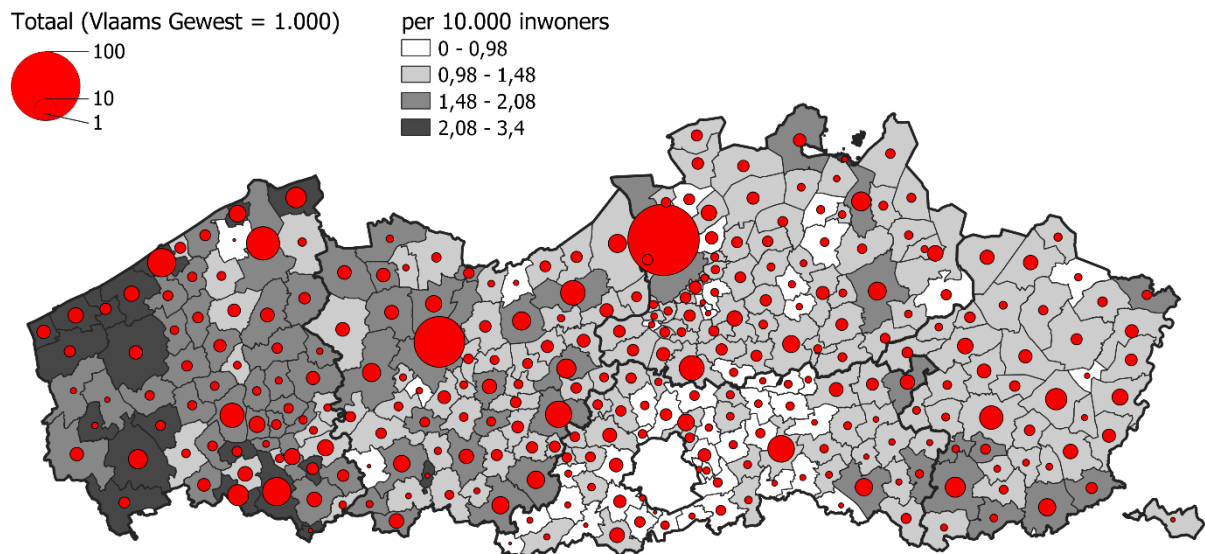 Totaal (Vlaams Gewest = 1.000)
100
10
1
per 10.000 inwoners
0 - 0,98
0,98 - 1,48
1,48 - 2,08
2,08 - 3,4